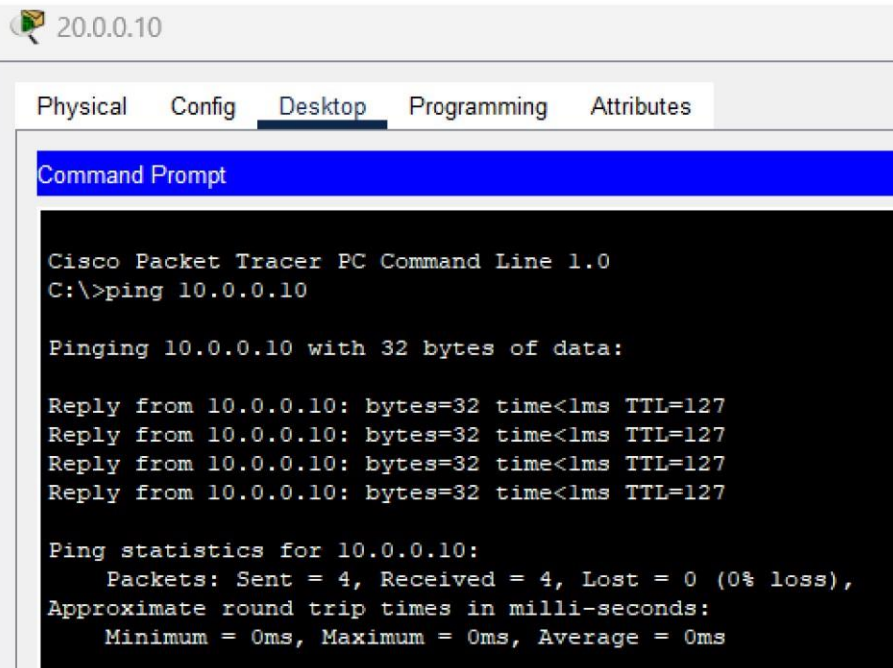 20.0.0.10
Physical Config Desktop Programming Attributes
Command Prompt
Cisco Packet Tracer PC Command Line 1.0
C:\>ping 10.0.0.10
Pinging 10.0.0.10 with 32 bytes of data:
Reply from 10.0.0.10: bytes=32 time<1ms TTL=127
Reply from 10.0.0.10: bytes=32 time<1ms TTL=127
Reply from 10.0.0.10: bytes=32 time<1ms TTL=127
Reply from 10.0.0.10: bytes=32 time<1ms TTL=127
Ping statistics for 10.0.0.10:
Packets: Sent = 4, Received = 4, Lost = 0 (0% loss),
Approximate round trip times in milli-seconds:
Minimum = 0ms, Maximum = 0ms, Average = 0ms